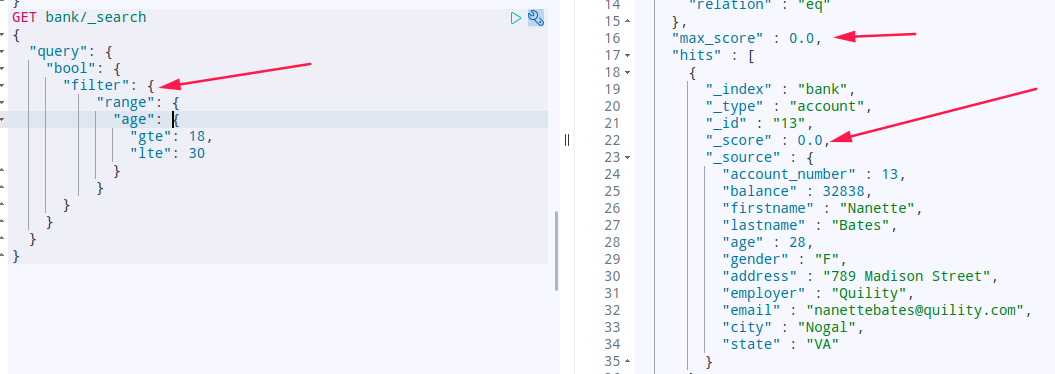 }
GET bank/_search
{
  "query": {
    "bool": {
      "filter": {
          "range": {
            "age": {
              "gte": 18,
              "lte": 30
            }
          }
      }
    }
  }
}
14 "relation" : "eq"
15 },
16 "max_score" : 0.0,
17 "hits" : [
18 {
19 "_index" : "bank",
20 "_type" : "account",
21 "_id" : "13",
22 "_score" : 0.0,
23 "_source" : {
24 "account_number" : 13,
25 "balance" : 32838,
26 "firstname" : "Nanette",
27 "lastname" : "Bates",
28 "age" : 28,
29 "gender" : "F",
30 "address" : "789 Madison Street",
31 "employer" : "Quility",
32 "email" : "nanettebates@quility.com",
33 "city" : "Nogal",
34 "state" : "VA"
35 }